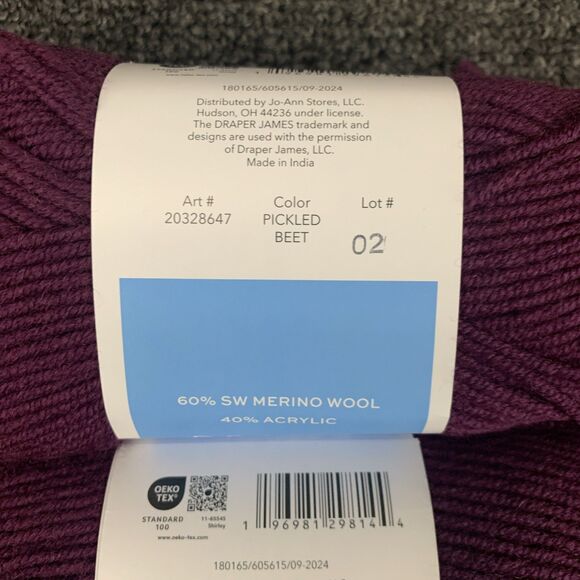 180165/605615/09-2024
Distributed by Jo-Ann Stores, LLC.
Hudson, OH 44236 under license.
The DRAPER JAMES trademark and
designs are used with the permission
of Draper James, LLC.
Made in India
Art #
20328647
Color
PICKLED
BEET
Lot #
02
60% SW MERINO WOOL
40% ACRYLIC
OEKO
TEX®
STANDARD
100
11-65545
Shirley
www.oeko-tex.com
1 96981 29814 4
180165/605615/09-2024